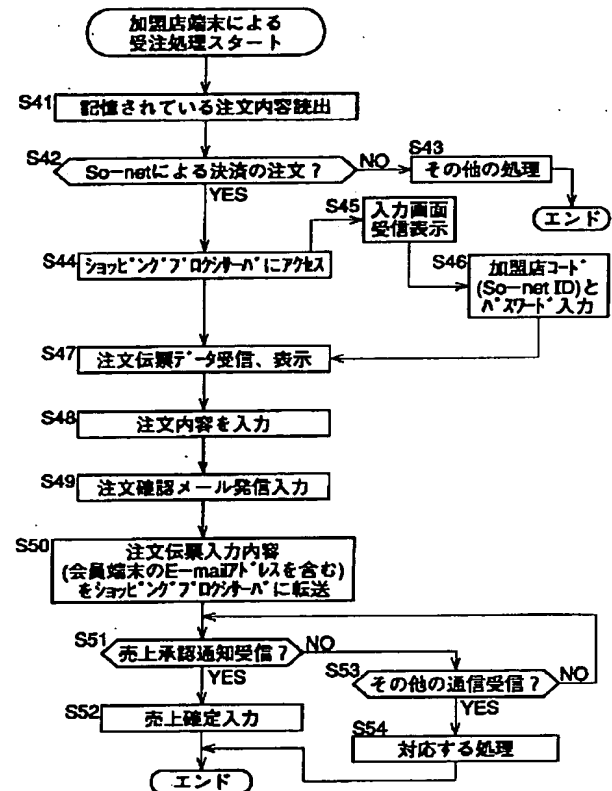 加盟店端末による
受注処理スタート
S41
記憶されている注文内容読出
S42
So-netによる決済の注文?
NO
YES
S43
その他の処理
エンド
S44
ショッピングプロクシサーバにアクセス
S45
入力画面
受信表示
S46
加盟店コード
(So-net ID)と
パスワード入力
S47
注文伝票データ受信、表示
S48
注文内容を入力
S49
注文確認メール発信入力
S50
注文伝票入力内容
(会員端末のE-mailアドレスを含む)
をショッピングプロクシサーバに転送
S51
売上承認通知受信?
NO
YES
S52
売上確定入力
S53
その他の通信受信?
NO
YES
S54
対応する処理
エンド